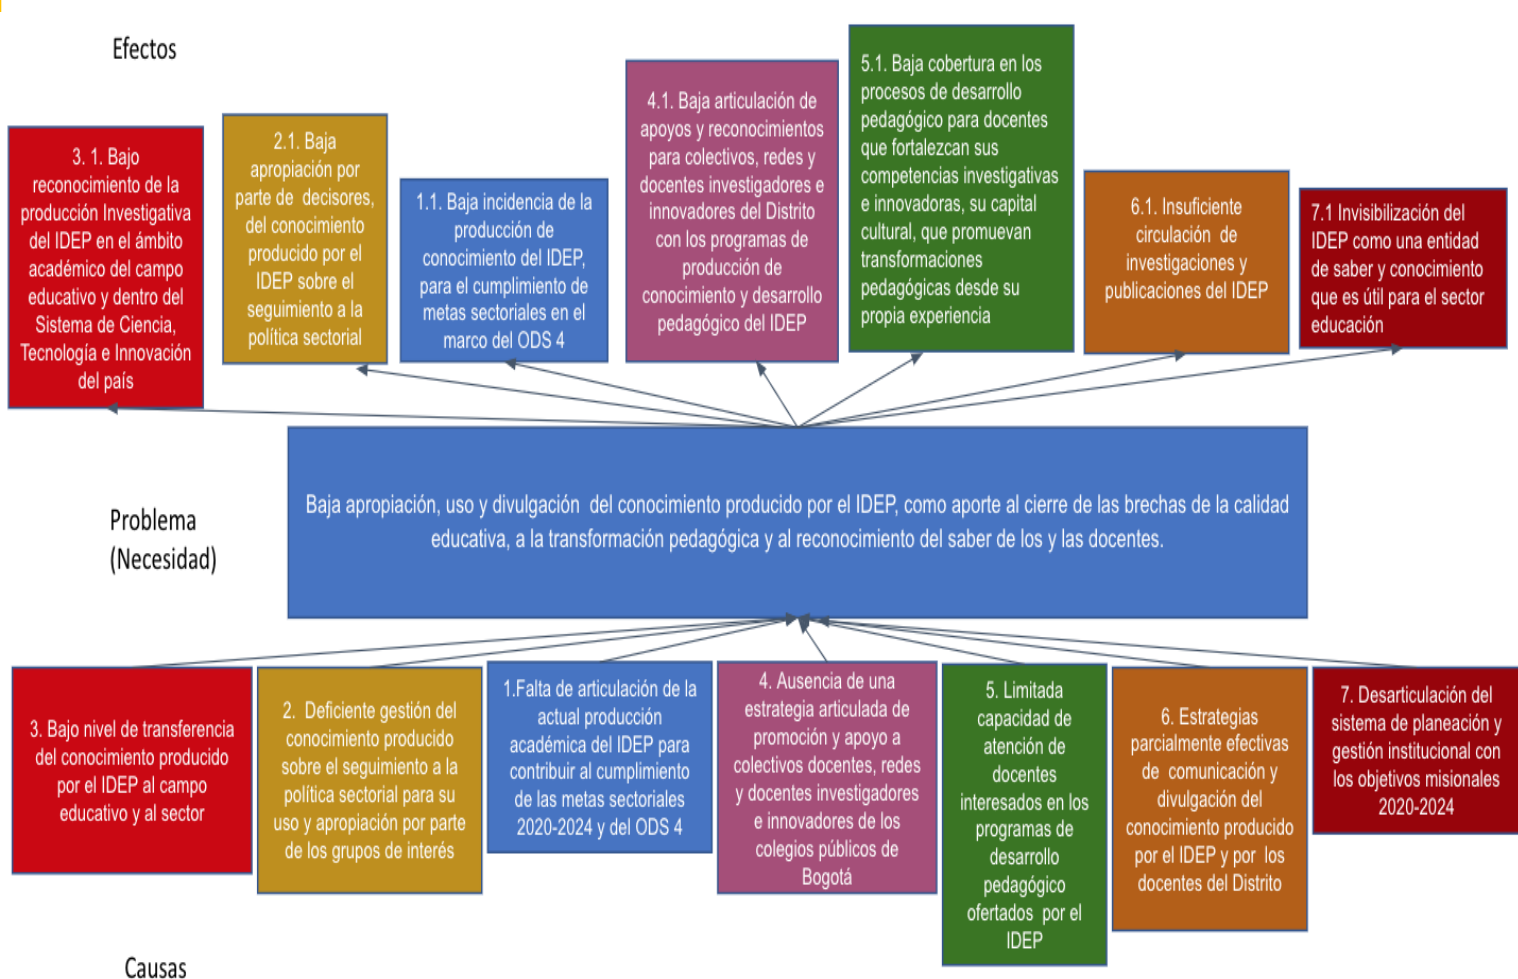 Efectos
3. 1. Bajo
reconocimiento de la
producción Investigativa
del IDEP en el ámbito
académico del campo
educativo y dentro del
Sistema de Ciencia,
Tecnología e Innovación
del país
2.1. Baja
apropiación por
parte de decisores,
del conocimiento
producido por el
IDEP sobre el
seguimiento a la
política sectorial
1.1. Baja incidencia de la
producción de
conocimiento del IDEP,
para el cumplimiento de
metas sectoriales en el
marco del ODS 4
4.1. Baja articulación de
apoyos y reconocimientos
para colectivos, redes y
docentes investigadores e
innovadores del Distrito
con los programas de
producción de
conocimiento y desarrollo
pedagógico del IDEP
5.1. Baja cobertura en los
procesos de desarrollo
pedagógico para docentes
que fortalezcan sus
competencias investigativas
e innovadoras, su capital
cultural, que promuevan
transformaciones
pedagógicas desde su
propia experiencia
6.1. Insuficiente
circulación de
investigaciones y
publicaciones del IDEP
7.1 Invisibilización del
IDEP como una entidad
de saber y conocimiento
que es útil para el sector
educación
Problema
(Necesidad)
Baja apropiación, uso y divulgación del conocimiento producido por el IDEP, como aporte al cierre de las brechas de la calidad
educativa, a la transformación pedagógica y al reconocimiento del saber de los y las docentes.
3. Bajo nivel de transferencia
del conocimiento producido
por el IDEP al campo
educativo y al sector
2. Deficiente gestión del
conocimiento producido
sobre el seguimiento a la
política sectorial para su
uso y apropiación por parte
de los grupos de interés
1.Falta de articulación de la
actual producción
académica del IDEP para
contribuir al cumplimiento
de las metas sectoriales
2020-2024 y del ODS 4
4. Ausencia de una
estrategia articulada de
promoción y apoyo a
colectivos docentes, redes
y docentes investigadores
e innovadores de los
colegios públicos de
Bogotá
5. Limitada
capacidad de
atención de
docentes
interesados en los
programas de
desarrollo
pedagógico
ofertados por el
IDEP
6. Estrategias
parcialmente efectivas
de comunicación y
divulgación del
conocimiento producido
por el IDEP y por los
docentes del Distrito
7. Desarticulación del
sistema de planeación y
gestión institucional con
los objetivos misionales
2020-2024
Causas